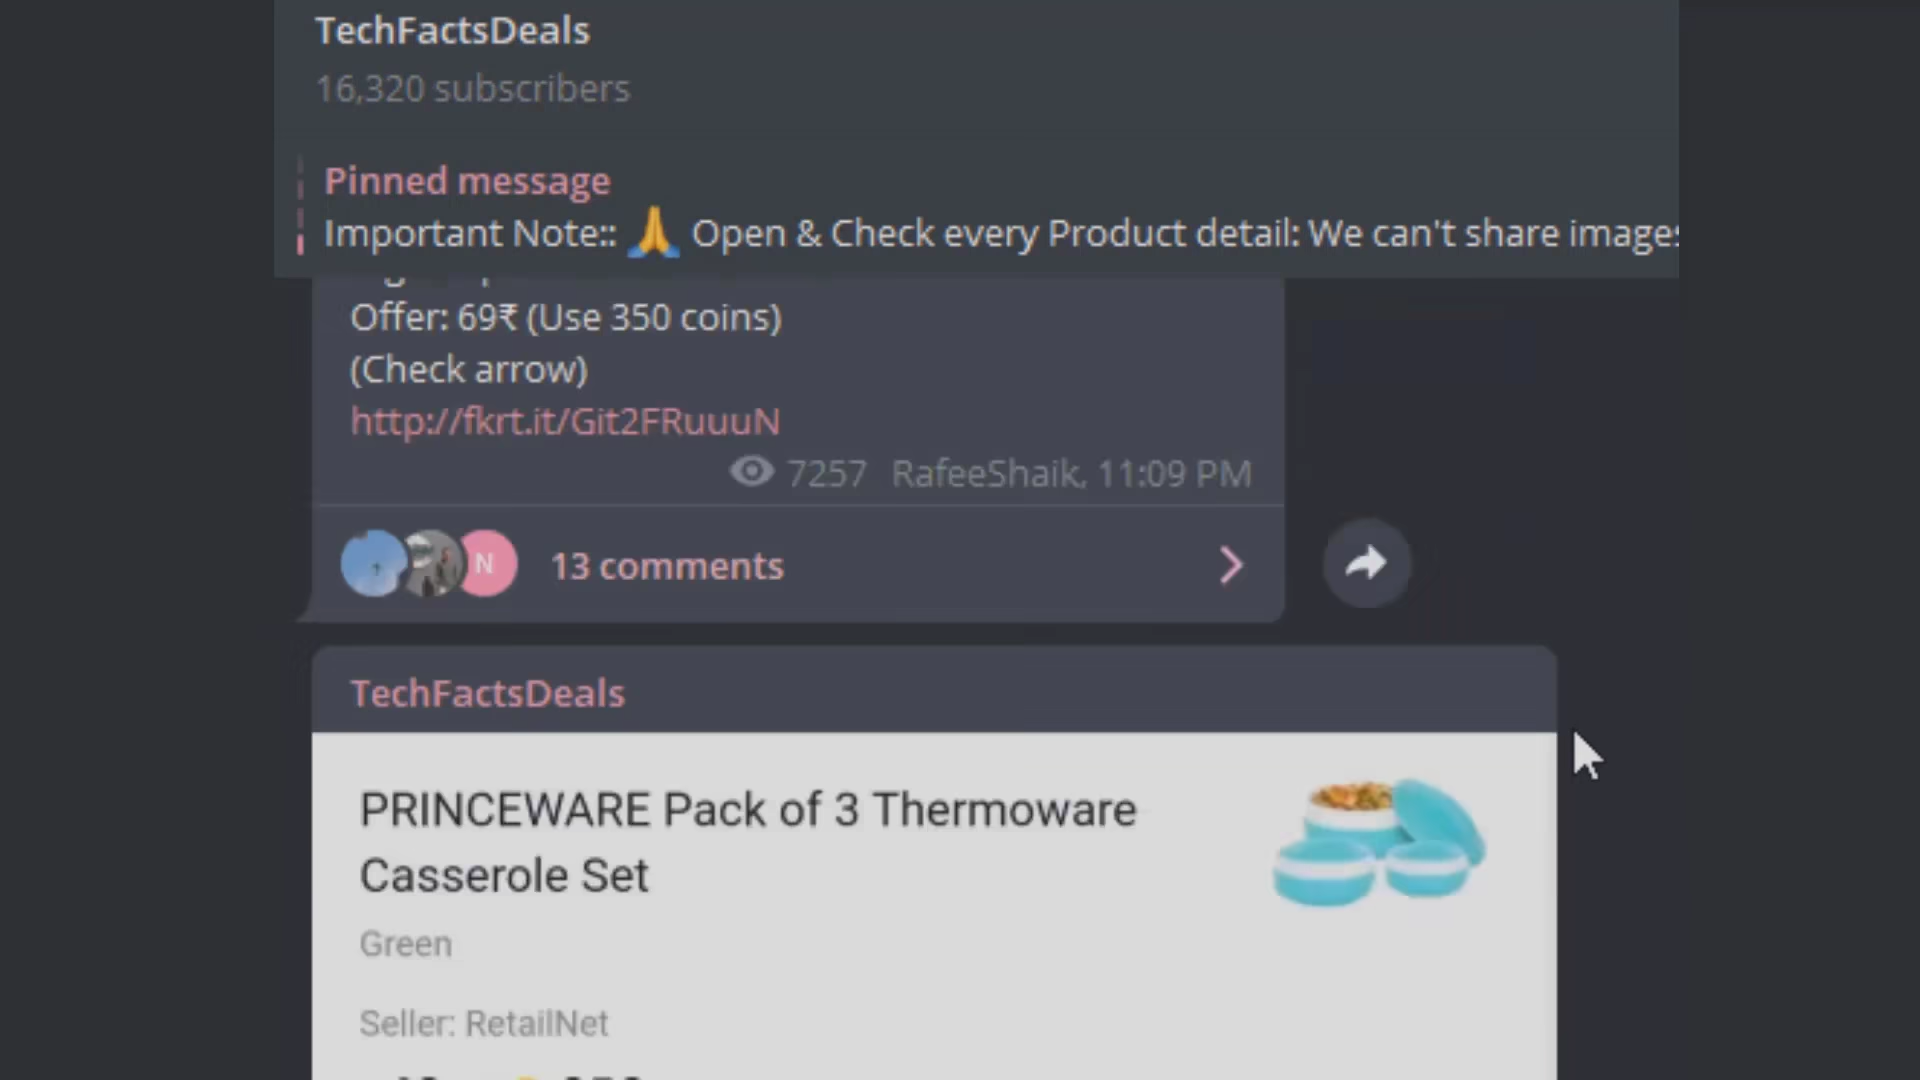 TechFactsDeals
16,320 subscribers
Pinned message
Important Note:: 🙏 Open & Check every Product detail: We can't share images
Offer: 69₹ (Use 350 coins)
(Check arrow)
http://fkrt.it/Git2FRuuuN
7257 RafeeShaik, 11:09 PM
N
13 comments
TechFactsDeals
PRINCEWARE Pack of 3 Thermoware
Casserole Set
Green
Seller: RetailNet